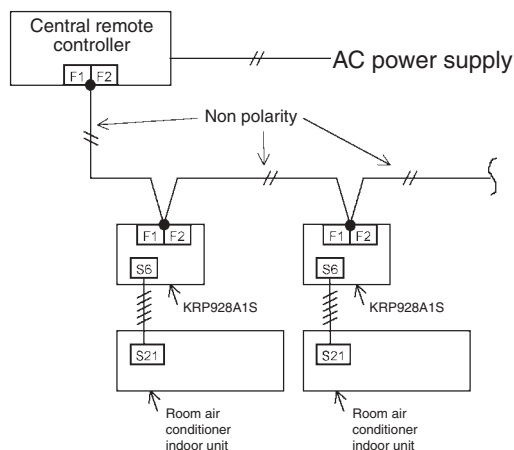 Central remote
controller
F1 F2
AC power supply
Non polarity
F1 F2
F1 F2
S6
S6
KRP928A1S
KRP928A1S
S21
S21
Room air
conditioner
indoor unit
Room air
conditioner
indoor unit